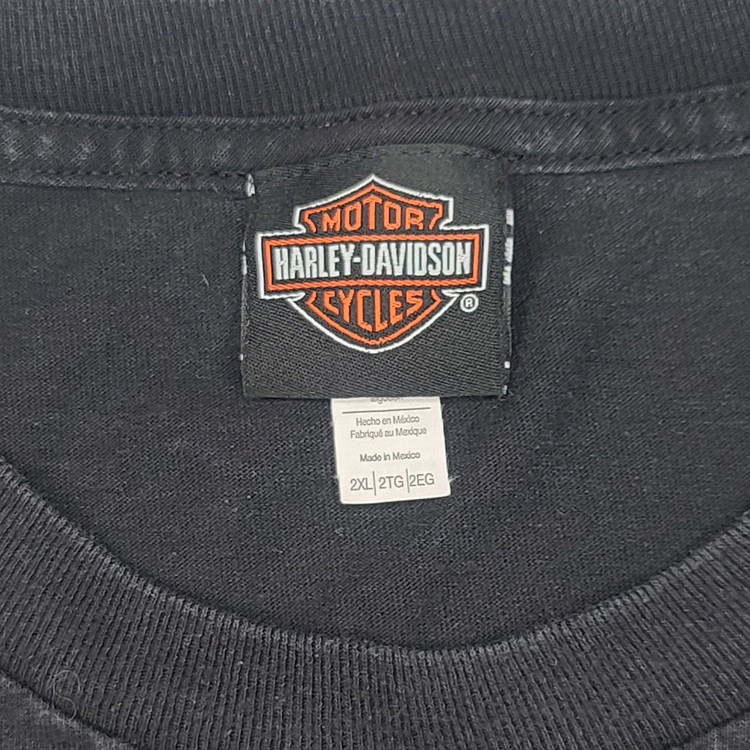 MOTOR
HARLEY-DAVIDSON
CYCLES
®
Hecho en México
Fabriqué au Mexique
Made in Mexico
2XL|2TG|2EG